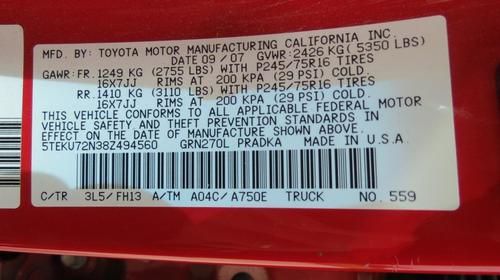 MFD. BY: TOYOTA MOTOR MANUFACTURING CALIFORNIA INC.
DATE 09/07 GVWR: 2426 KG (5350 LBS)
GAWR: FR. 1249 KG (2755 LBS) WITH P245/75R16 TIRES
16X7JJ RIMS AT 200 KPA (29 PSI) COLD.
RR. 1410 KG (3110 LBS) WITH P245/75R16 TIRES
16X7JJ RIMS AT 200 KPA (29 PSI) COLD.
THIS VEHICLE CONFORMS TO ALL APPLICABLE FEDERAL MOTOR
VEHICLE SAFETY AND THEFT PREVENTION STANDARDS IN
EFFECT ON THE DATE OF MANUFACTURE SHOWN ABOVE.
5TEKU72N38Z494560 GRN270L PRADKA MADE IN U.S.A.
C/TR 3L5/FH13 A/TM A04C/A750E TRUCK NO. 559